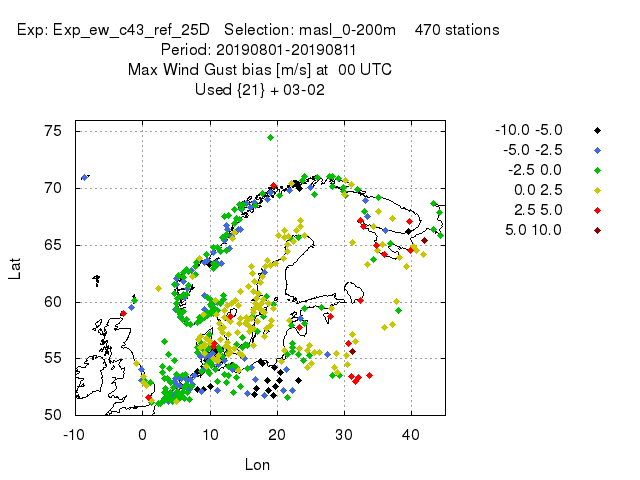 Exp: Exp_ew_c43_ref_25D Selection: masl_0-200m 470 stations
Period: 20190801-20190811
Max Wind Gust bias [m/s] at 00 UTC
Used {21} + 03-02
-10.0 -5.0
-5.0 -2.5
-2.5 0.0
0.0 2.5
2.5 5.0
5.0 10.0
75
70
65
60
55
50
Lat
-10 0 10 20 30 40
Lon